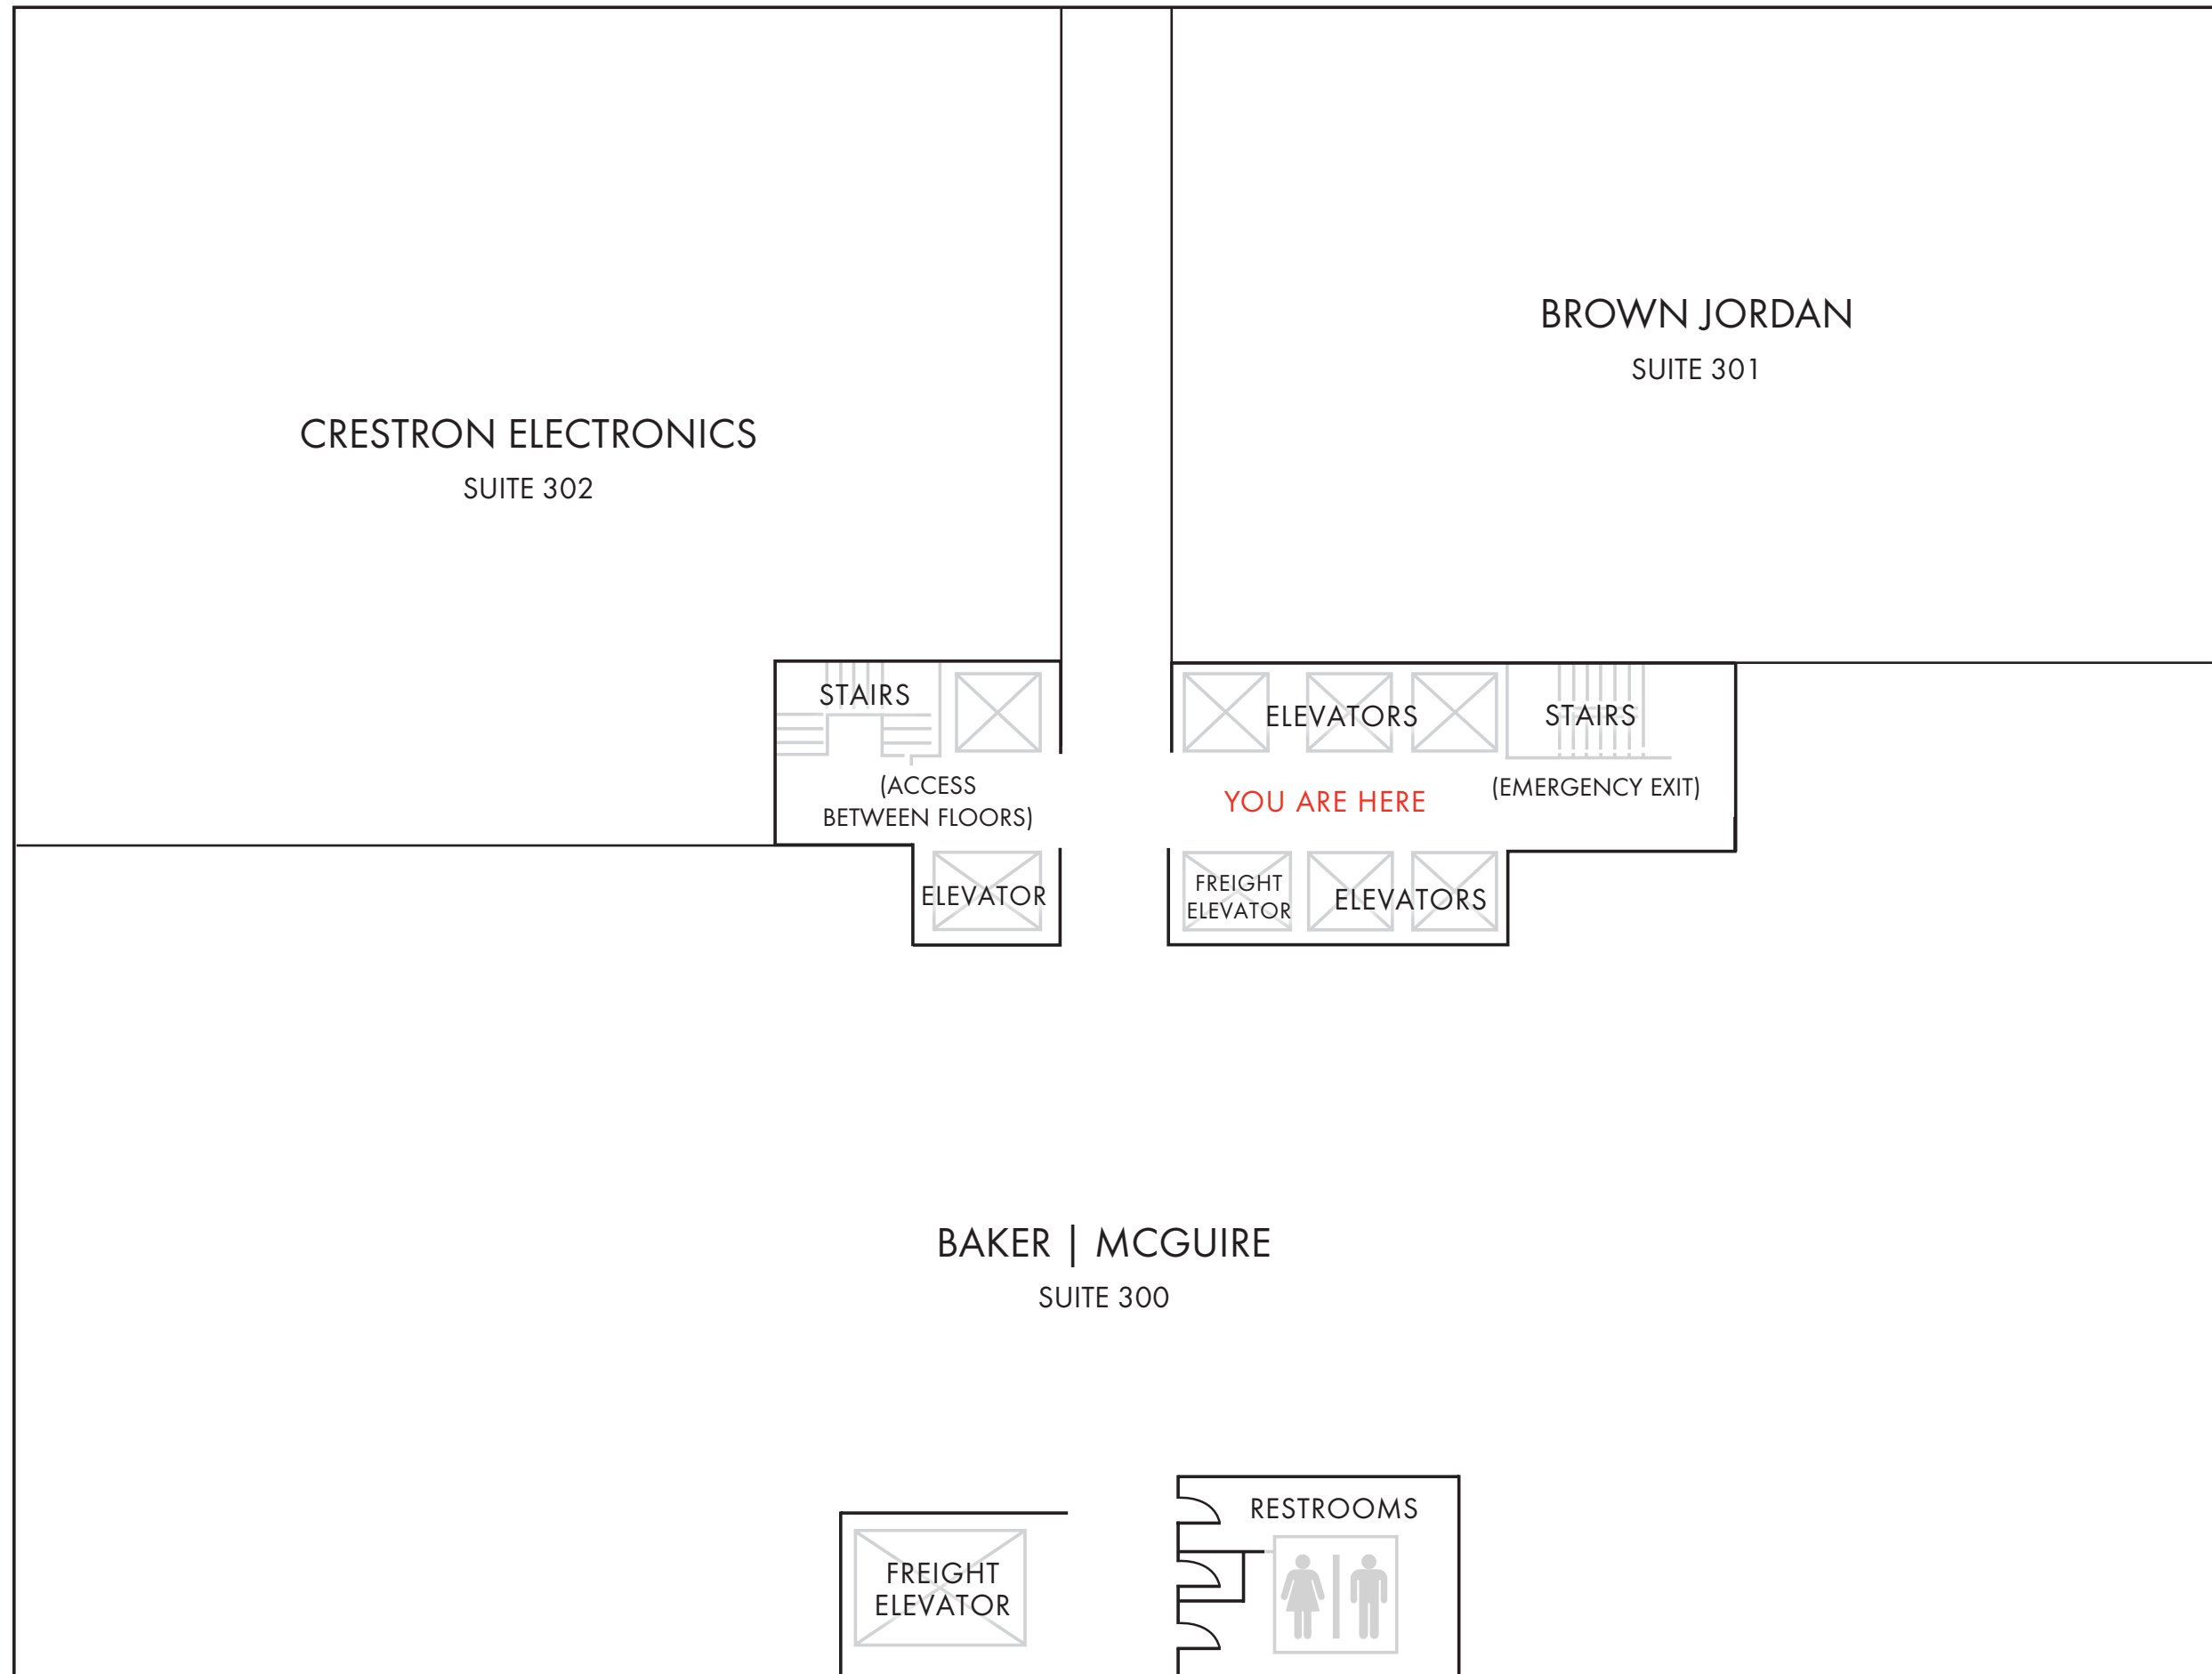 BROWN JORDAN
SUITE 301
CRESTRON ELECTRONICS
SUITE 302
STAIRS
ELEVATORS
STAIRS
(ACCESS
BETWEEN FLOORS)
YOU ARE HERE
(EMERGENCY EXIT)
ELEVATOR
FREIGHT
ELEVATOR
ELEVATORS
BAKER | MCGUIRE
SUITE 300
RESTROOMS
FREIGHT
ELEVATOR